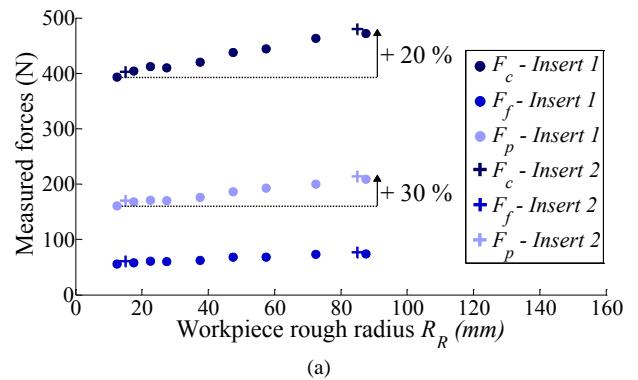 500
400
300
200
100
0
Measured forces (N)
+ 20 %
+ 30 %
F_c - Insert 1
F_f - Insert 1
F_p - Insert 1
F_c - Insert 2
F_f - Insert 2
F_p - Insert 2
0 20 40 60 80 100 120 140 160
Workpiece rough radius R_R (mm)
(a)